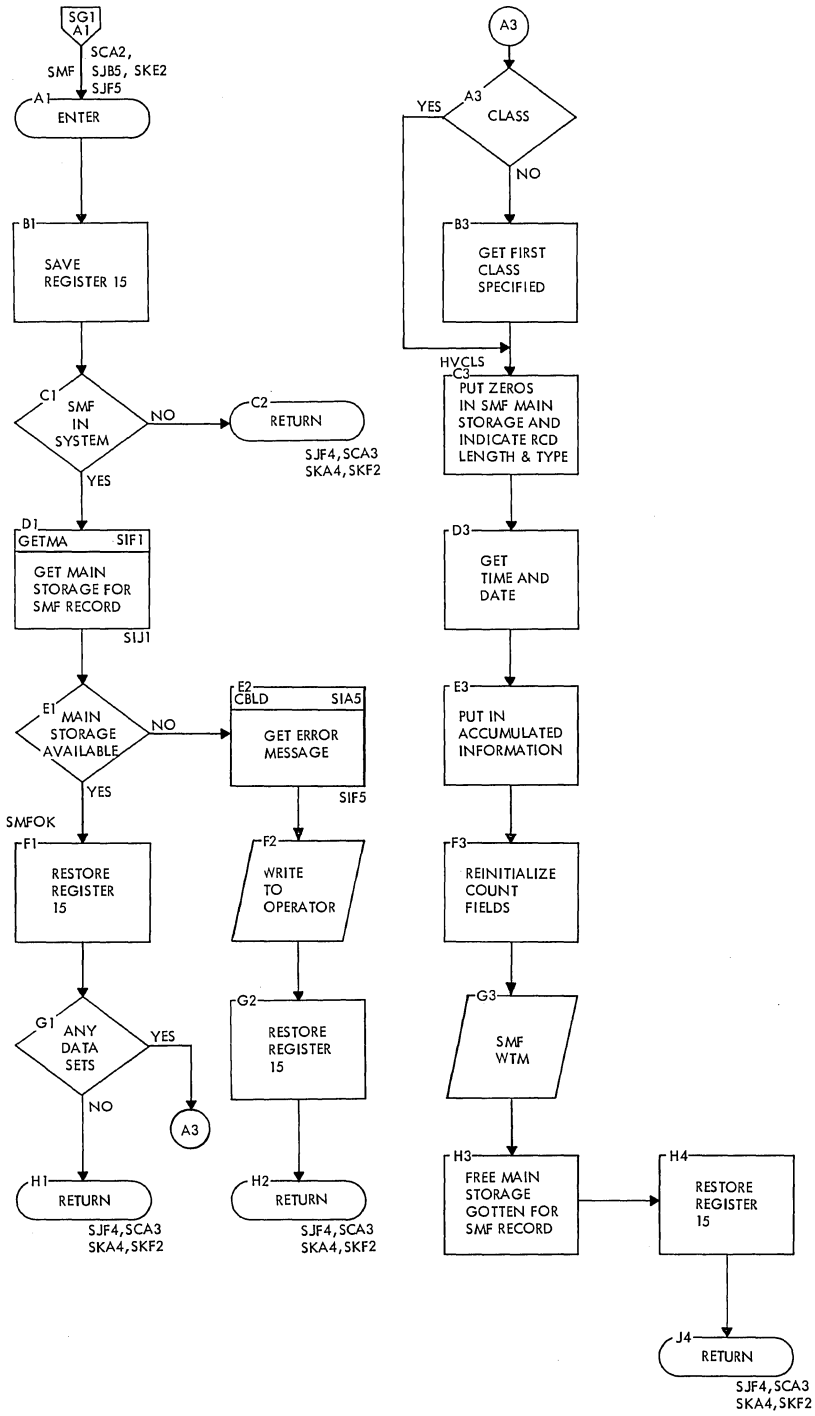 SG1
A1
SCA2,
SMF SJB5, SKE2
SJF5
A1
ENTER
B1
SAVE
REGISTER 15
C1
SMF
IN
SYSTEM
NO
YES
C2
RETURN
SJF4,SCA3
SKA4,SKF2
D1
GETMA SIF1
GET MAIN
STORAGE FOR
SMF RECORD
SIJ1
E1
MAIN
STORAGE
AVAILABLE
NO
YES
E2
CBLD SIA5
GET ERROR
MESSAGE
SIF5
SMFOK
F1
RESTORE
REGISTER
15
F2
WRITE
TO
OPERATOR
G1
ANY
DATA
SETS
YES
NO
A3
G2
RESTORE
REGISTER
15
H1
RETURN
SJF4,SCA3
SKA4,SKF2
H2
RETURN
SJF4,SCA3
SKA4,SKF2
A3
A3
CLASS
YES
NO
B3
GET FIRST
CLASS
SPECIFIED
HVCLS
C3
PUT ZEROS
IN SMF MAIN
STORAGE AND
INDICATE RCD
LENGTH & TYPE
D3
GET
TIME AND
DATE
E3
PUT IN
ACCUMULATED
INFORMATION
F3
REINITIALIZE
COUNT
FIELDS
G3
SMF
WTM
H3
FREE MAIN
STORAGE
GOTTEN FOR
SMF RECORD
H4
RESTORE
REGISTER
15
J4
RETURN
SJF4,SCA3
SKA4,SKF2